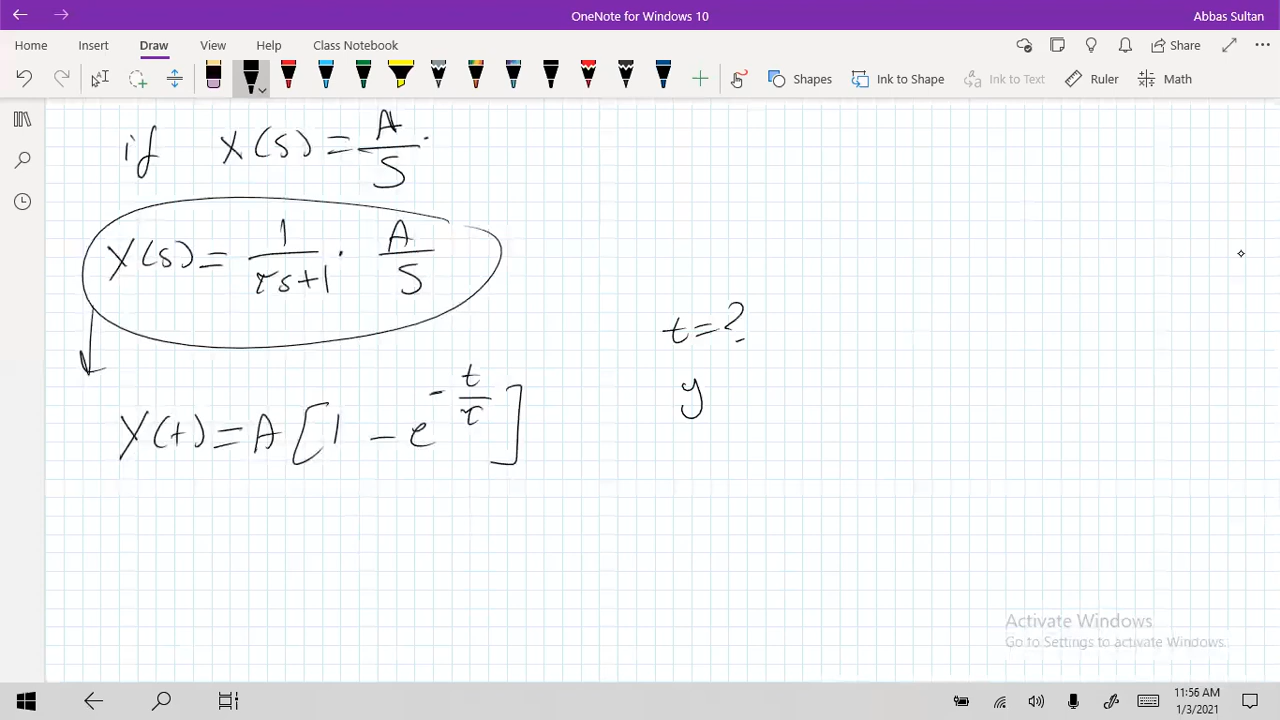 OneNote for Windows 10
Abbas Sultan
Home Insert Draw View Help Class Notebook
Share
Shapes Ink to Shape Ink to Text Ruler Math
if X(s) = A/S .
Y(s) = 1/(τs+1) · A/S
t = ?
y
Y(t) = A[1 - e^(-t/τ)]
Activate Windows
Go to Settings to activate Windows.
11:56 AM
1/3/2021